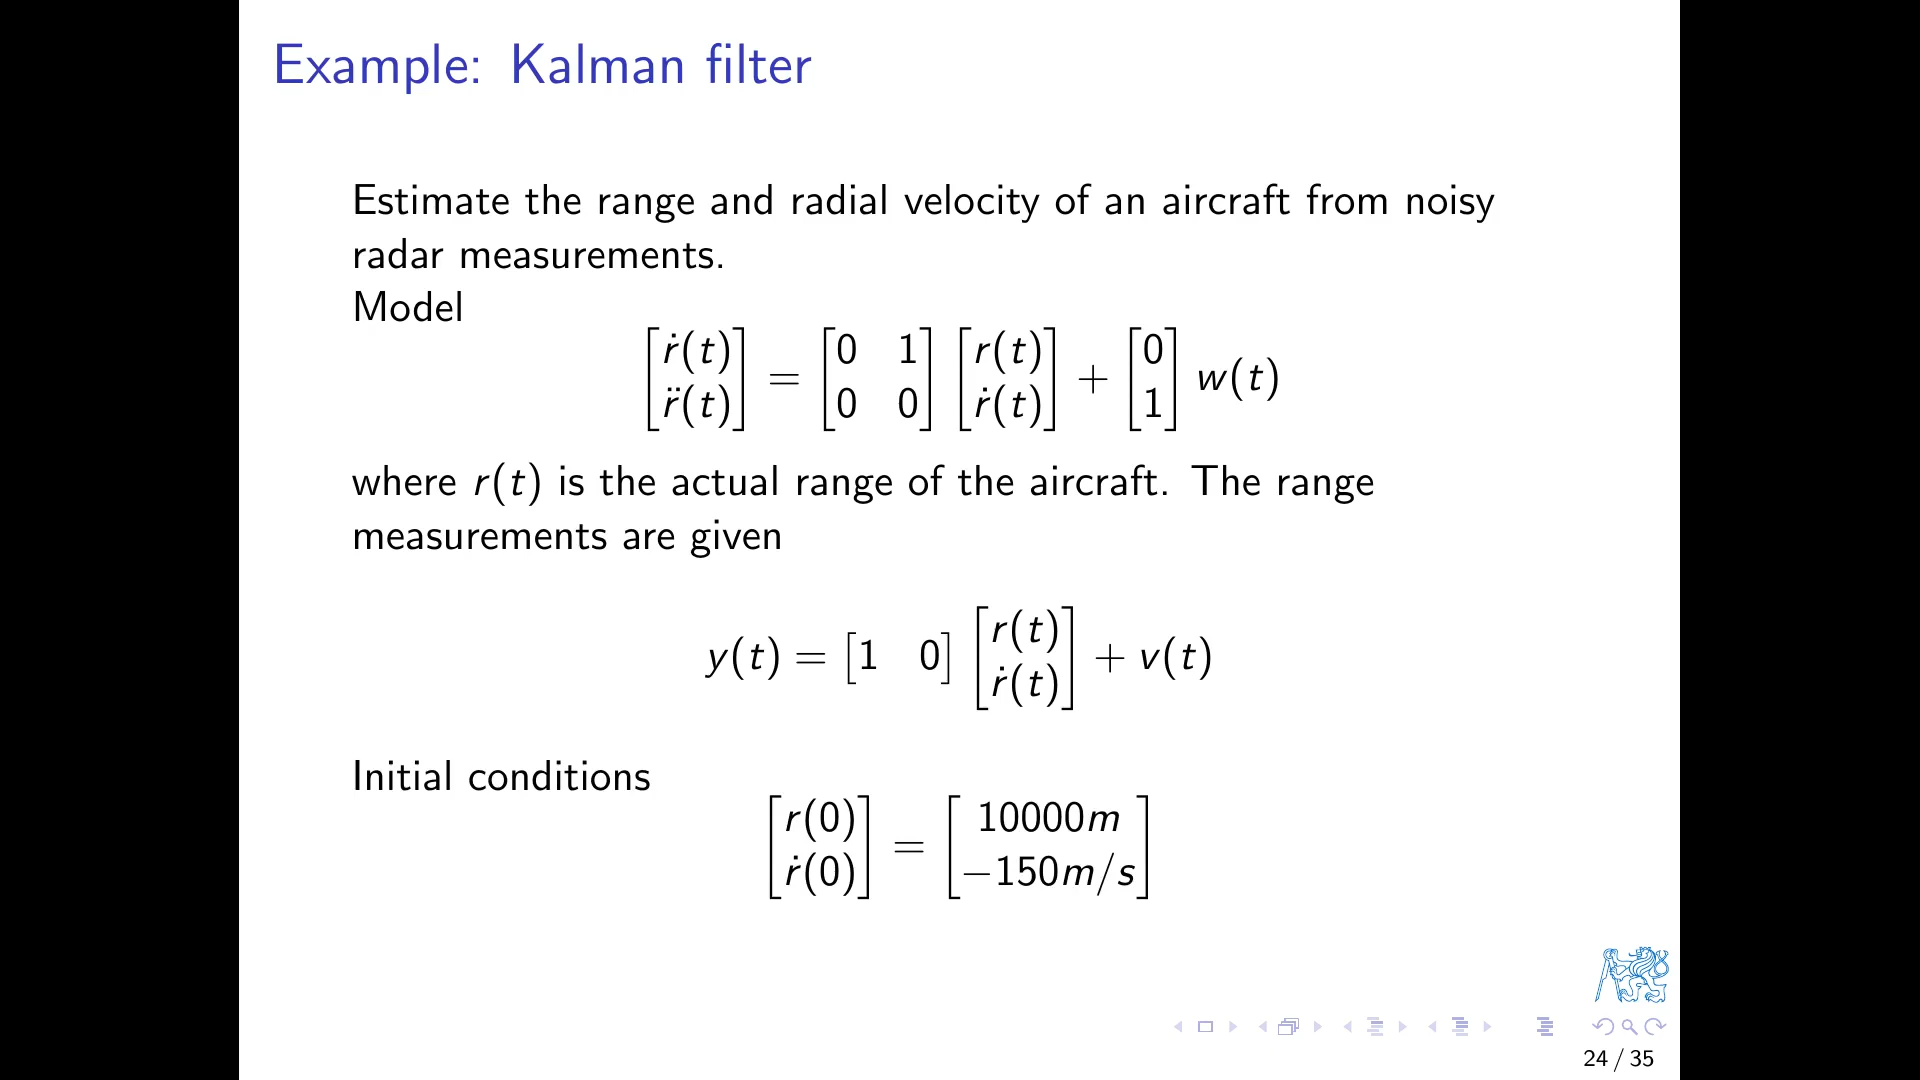 Example: Kalman filter
Estimate the range and radial velocity of an aircraft from noisy
radar measurements.
Model
[ṙ(t); r̈(t)] = [0 1; 0 0] [r(t); ṙ(t)] + [0; 1] w(t)
where r(t) is the actual range of the aircraft. The range
measurements are given
y(t) = [1 0] [r(t); ṙ(t)] + v(t)
Initial conditions
[r(0); ṙ(0)] = [10000m; −150m/s]
24 / 35